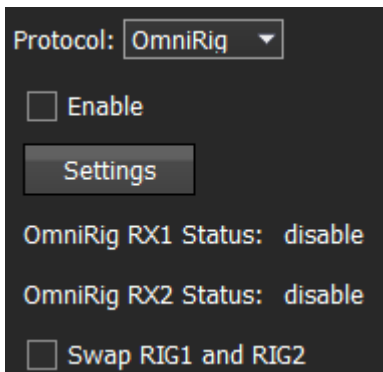 Protocol: OmniRig
Enable
Settings
OmniRig RX1 Status: disable
OmniRig RX2 Status: disable
Swap RIG1 and RIG2